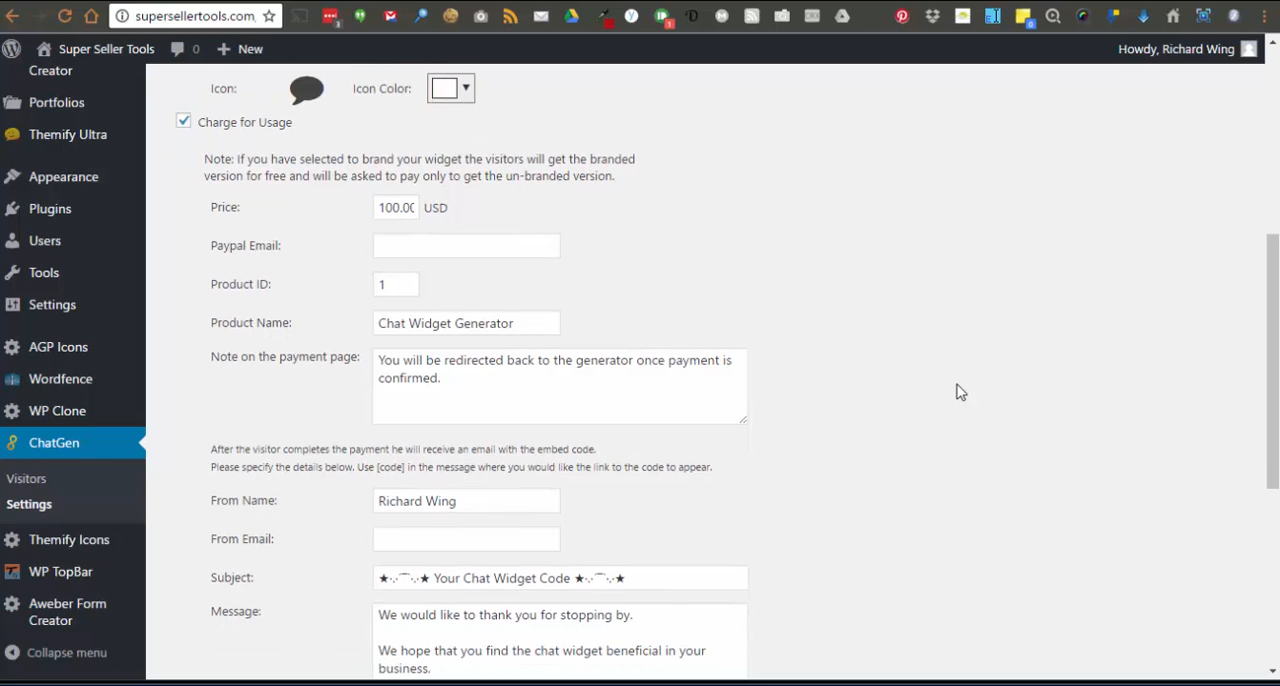 supersellertools.com
Super Seller Tools 0 + New Howdy, Richard Wing
Creator
Portfolios
Themify Ultra
Appearance
Plugins
Users
Tools
Settings
AGP Icons
Wordfence
WP Clone
ChatGen
Visitors
Settings
Themify Icons
WP TopBar
Aweber Form
Creator
Collapse menu
Icon: Icon Color:
Charge for Usage
Note: If you have selected to brand your widget the visitors will get the branded
version for free and will be asked to pay only to get the un-branded version.
Price: 100.00 USD
Paypal Email:
Product ID: 1
Product Name: Chat Widget Generator
Note on the payment page: You will be redirected back to the generator once payment is
confirmed.
After the visitor completes the payment he will receive an email with the embed code.
Please specify the details below. Use [code] in the message where you would like the link to the code to appear.
From Name: Richard Wing
From Email:
Subject: ★·.·´¯`·.·★ Your Chat Widget Code ★·.·´¯`·.·★
Message: We would like to thank you for stopping by.
We hope that you find the chat widget beneficial in your
business.